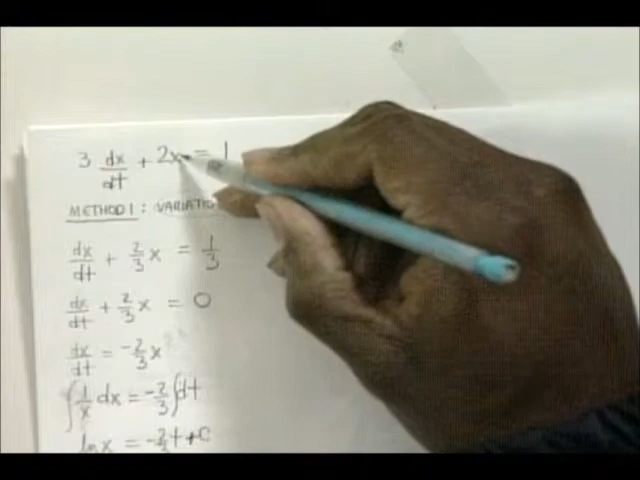 3 dx/dt + 2x = 1
METHOD 1: VARIATIO
dx/dt + 2/3 x = 1/3
dx/dt + 2/3 x = 0
dx/dt = -2/3 x
∫ 1/x dx = -2/3 ∫ dt
ln x = -2/3 t + C